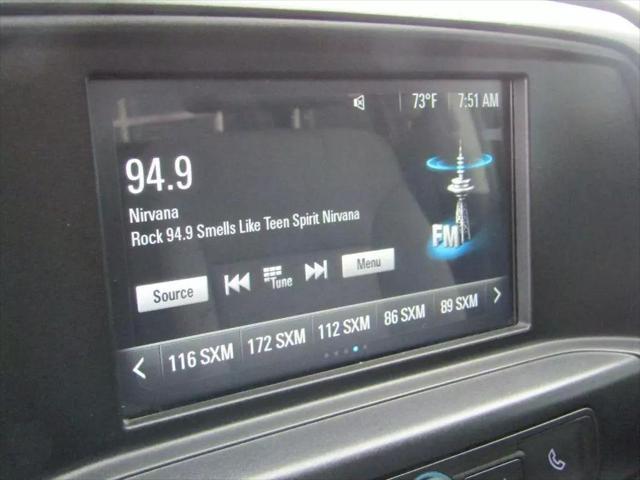 73°F 7:51 AM
94.9
Nirvana
Rock 94.9 Smells Like Teen Spirit Nirvana
FM
Source Tune Menu
116 SXM 172 SXM 112 SXM 86 SXM 89 SXM